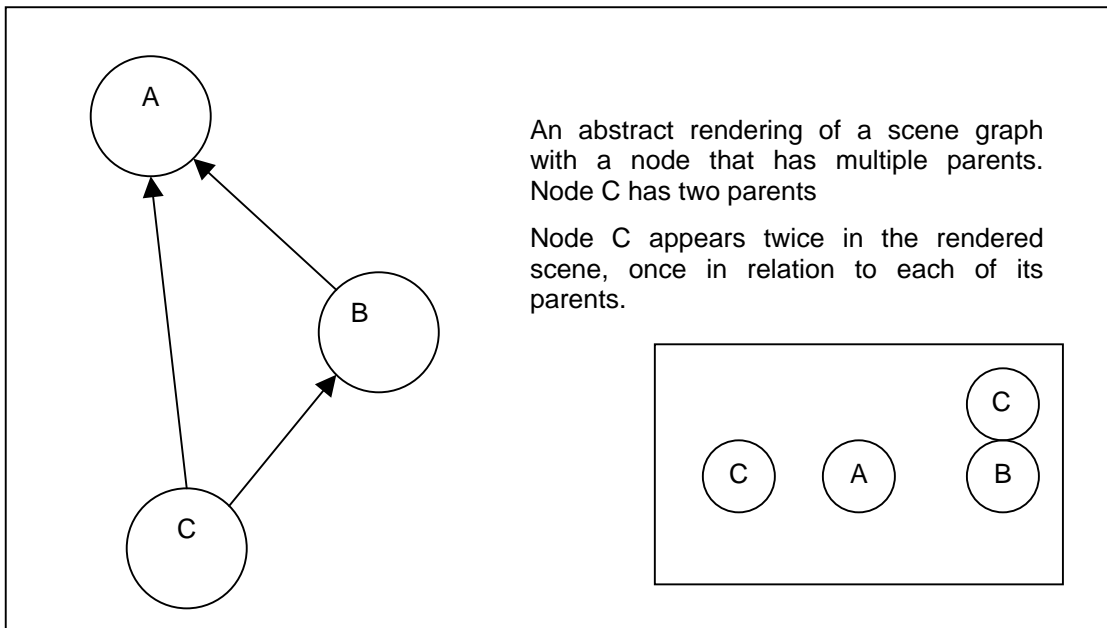 A
An abstract rendering of a scene graph
with a node that has multiple parents.
Node C has two parents
Node C appears twice in the rendered
scene, once in relation to each of its
parents.
B
C
C
C
A
B